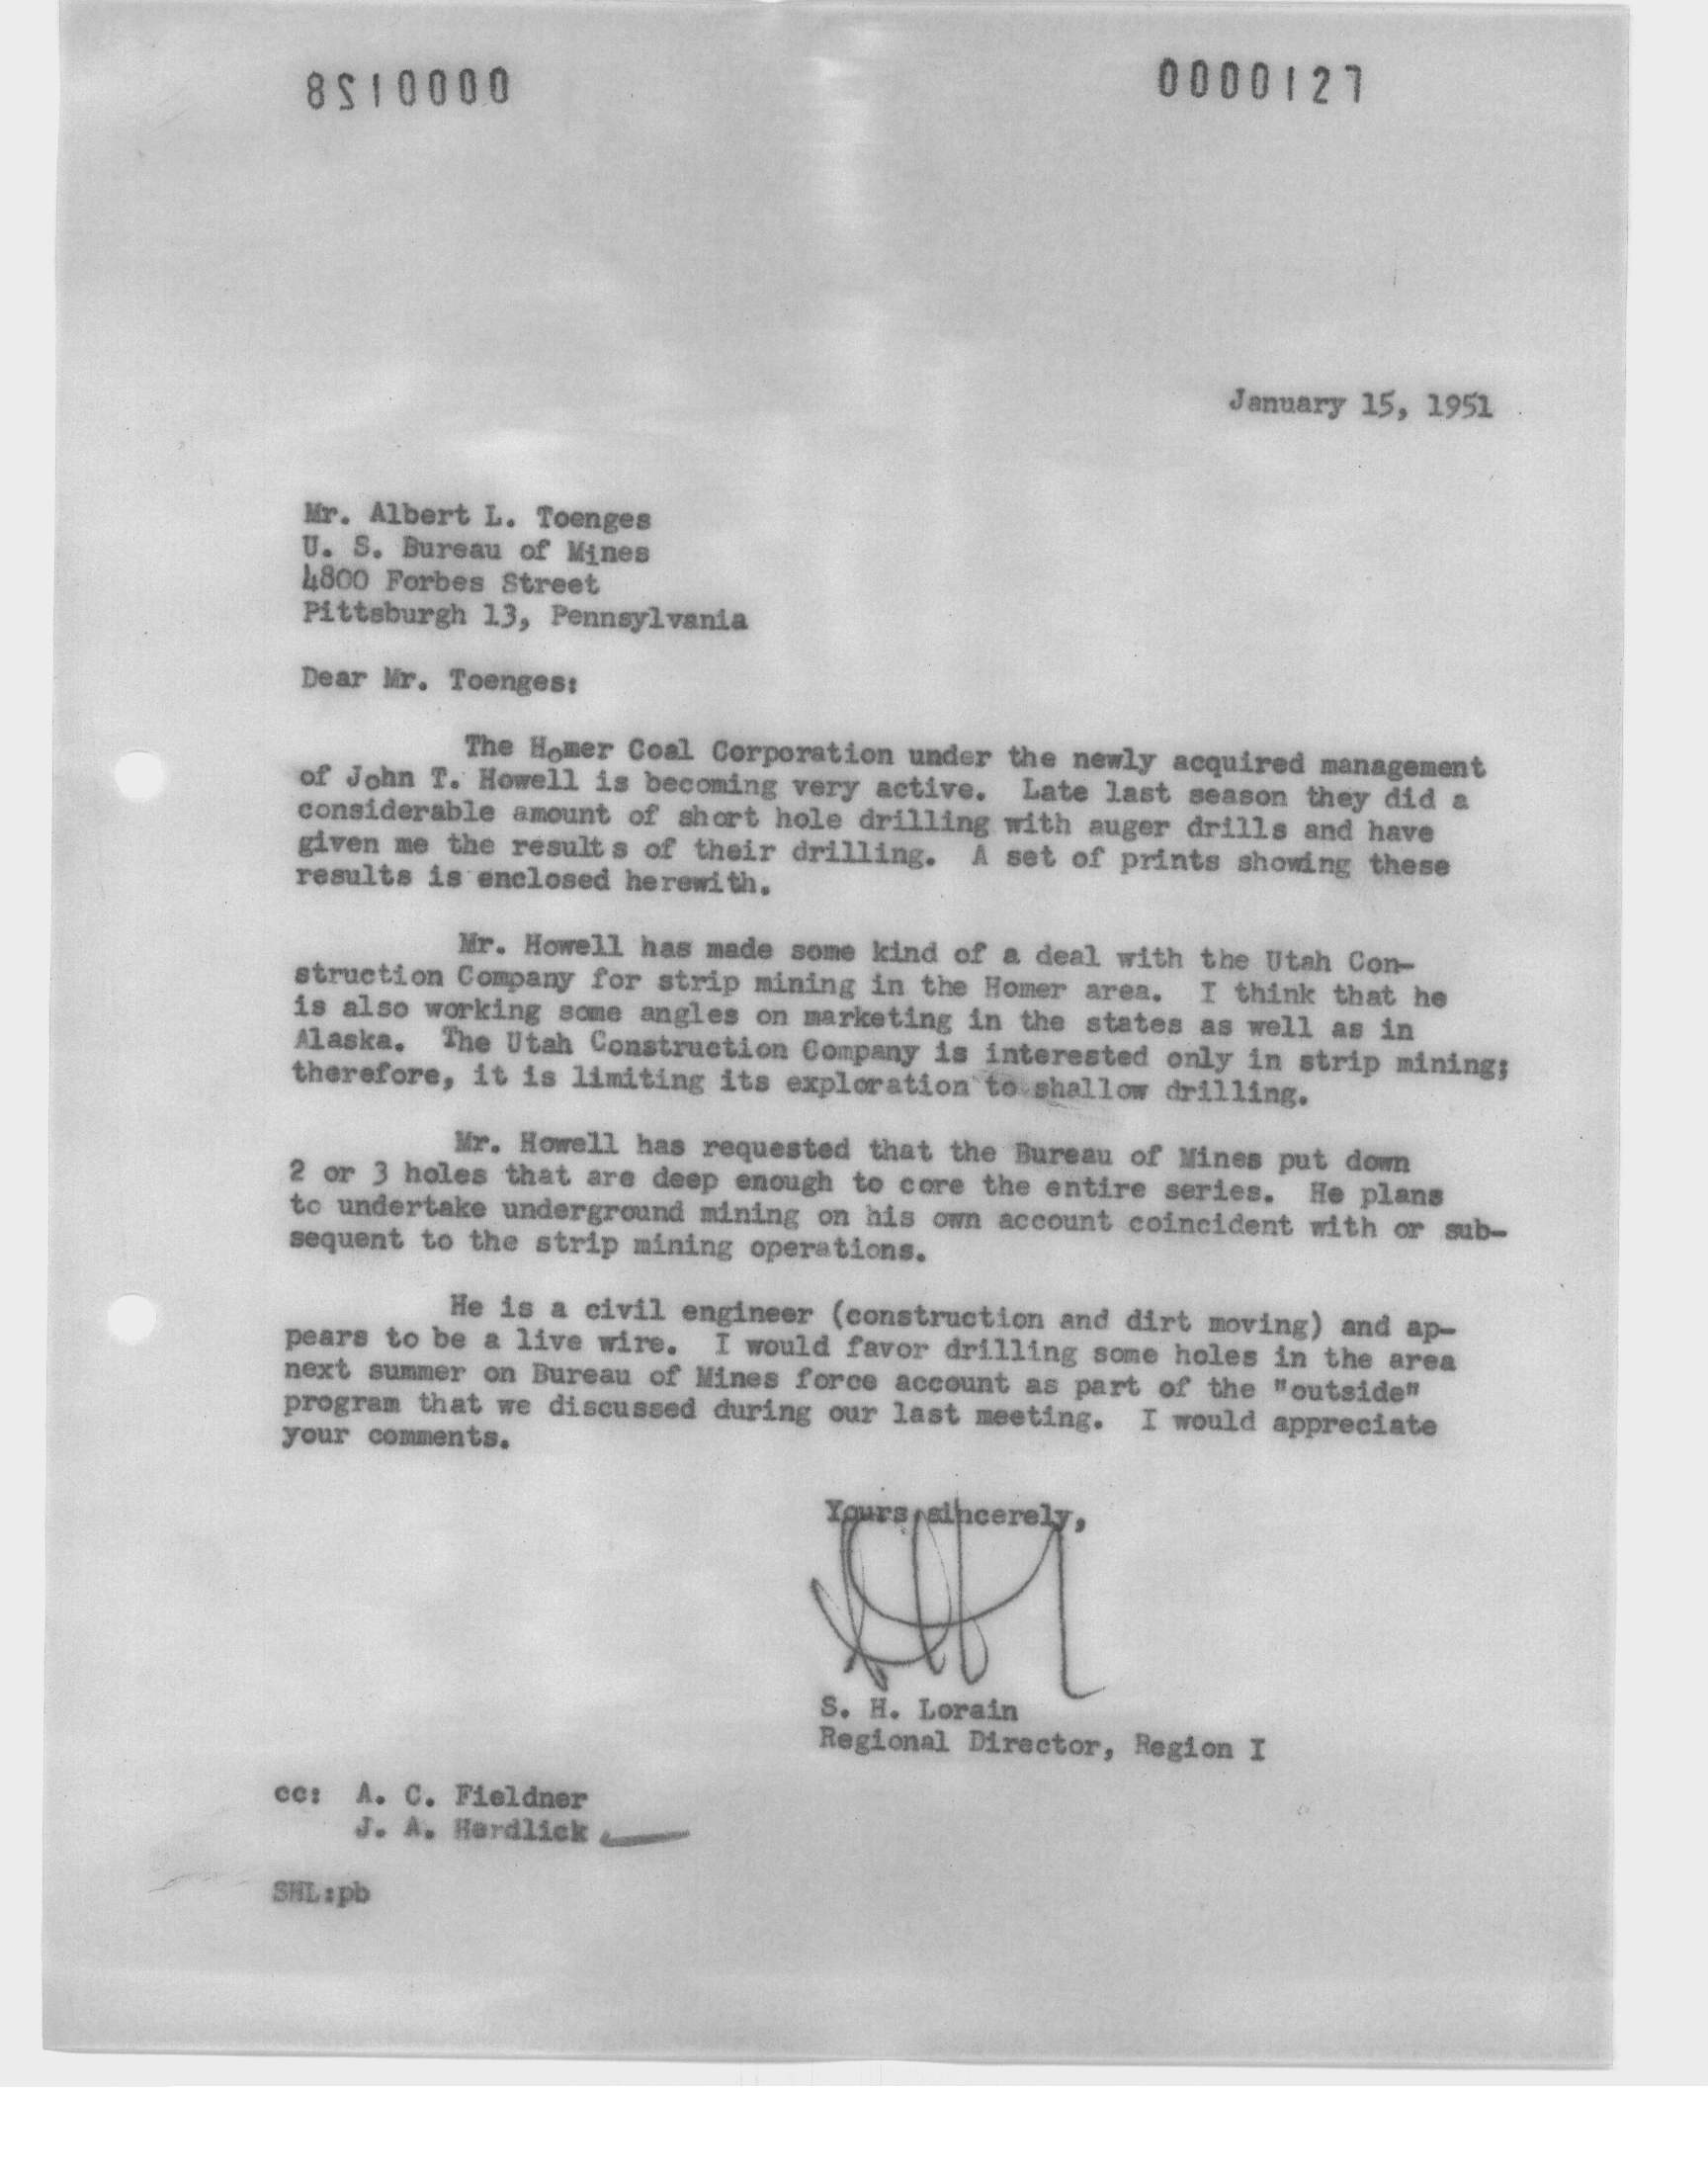 0000128
0000127
January 15, 1951
Mr. Albert L. Toenges
U. S. Bureau of Mines
4800 Forbes Street
Pittsburgh 13, Pennsylvania
Dear Mr. Toenges:
The Homer Coal Corporation under the newly acquired management
of John T. Howell is becoming very active. Late last season they did a
considerable amount of short hole drilling with auger drills and have
given me the results of their drilling. A set of prints showing these
results is enclosed herewith.
Mr. Howell has made some kind of a deal with the Utah Con-
struction Company for strip mining in the Homer area. I think that he
is also working some angles on marketing in the states as well as in
Alaska. The Utah Construction Company is interested only in strip mining;
therefore, it is limiting its exploration to shallow drilling.
Mr. Howell has requested that the Bureau of Mines put down
2 or 3 holes that are deep enough to core the entire series. He plans
to undertake underground mining on his own account coincident with or sub-
sequent to the strip mining operations.
He is a civil engineer (construction and dirt moving) and ap-
pears to be a live wire. I would favor drilling some holes in the area
next summer on Bureau of Mines force account as part of the "outside"
program that we discussed during our last meeting. I would appreciate
your comments.
Yours sincerely,
S. H. Lorain
Regional Director, Region I
cc: A. C. Fieldner
J. A. Herdlick
SHL:pb